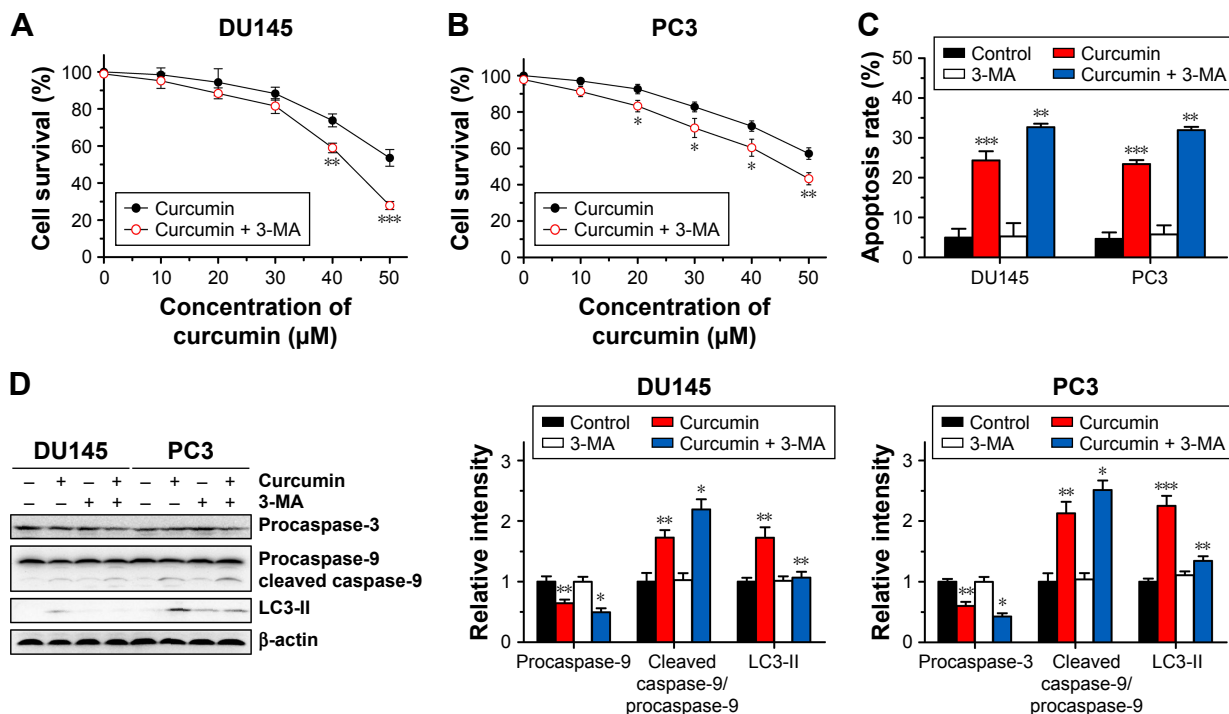 A
DU145
Cell survival (%)
100
80
60
40
20
0
** ***
Curcumin
Curcumin + 3-MA
0 10 20 30 40 50
Concentration of
curcumin (μM)
B
PC3
Cell survival (%)
100
80
60
40
20
0
* * * **
Curcumin
Curcumin + 3-MA
0 10 20 30 40 50
Concentration of
curcumin (μM)
C
Apoptosis rate (%)
Control Curcumin
3-MA Curcumin + 3-MA
50
40
30
20
10
0
*** ** *** **
DU145 PC3
D
DU145 PC3
– + – + – + – + Curcumin
– – + + – – + + 3-MA
Procaspase-3
Procaspase-9
cleaved caspase-9
LC3-II
β-actin
DU145
Control Curcumin
3-MA Curcumin + 3-MA
Relative intensity
3
2
1
0
** * ** * ** **
Procaspase-9 Cleaved LC3-II
caspase-9/
procaspase-9
PC3
Control Curcumin
3-MA Curcumin + 3-MA
Relative intensity
3
2
1
0
** * ** * *** **
Procaspase-3 Cleaved LC3-II
caspase-9/
procaspase-9